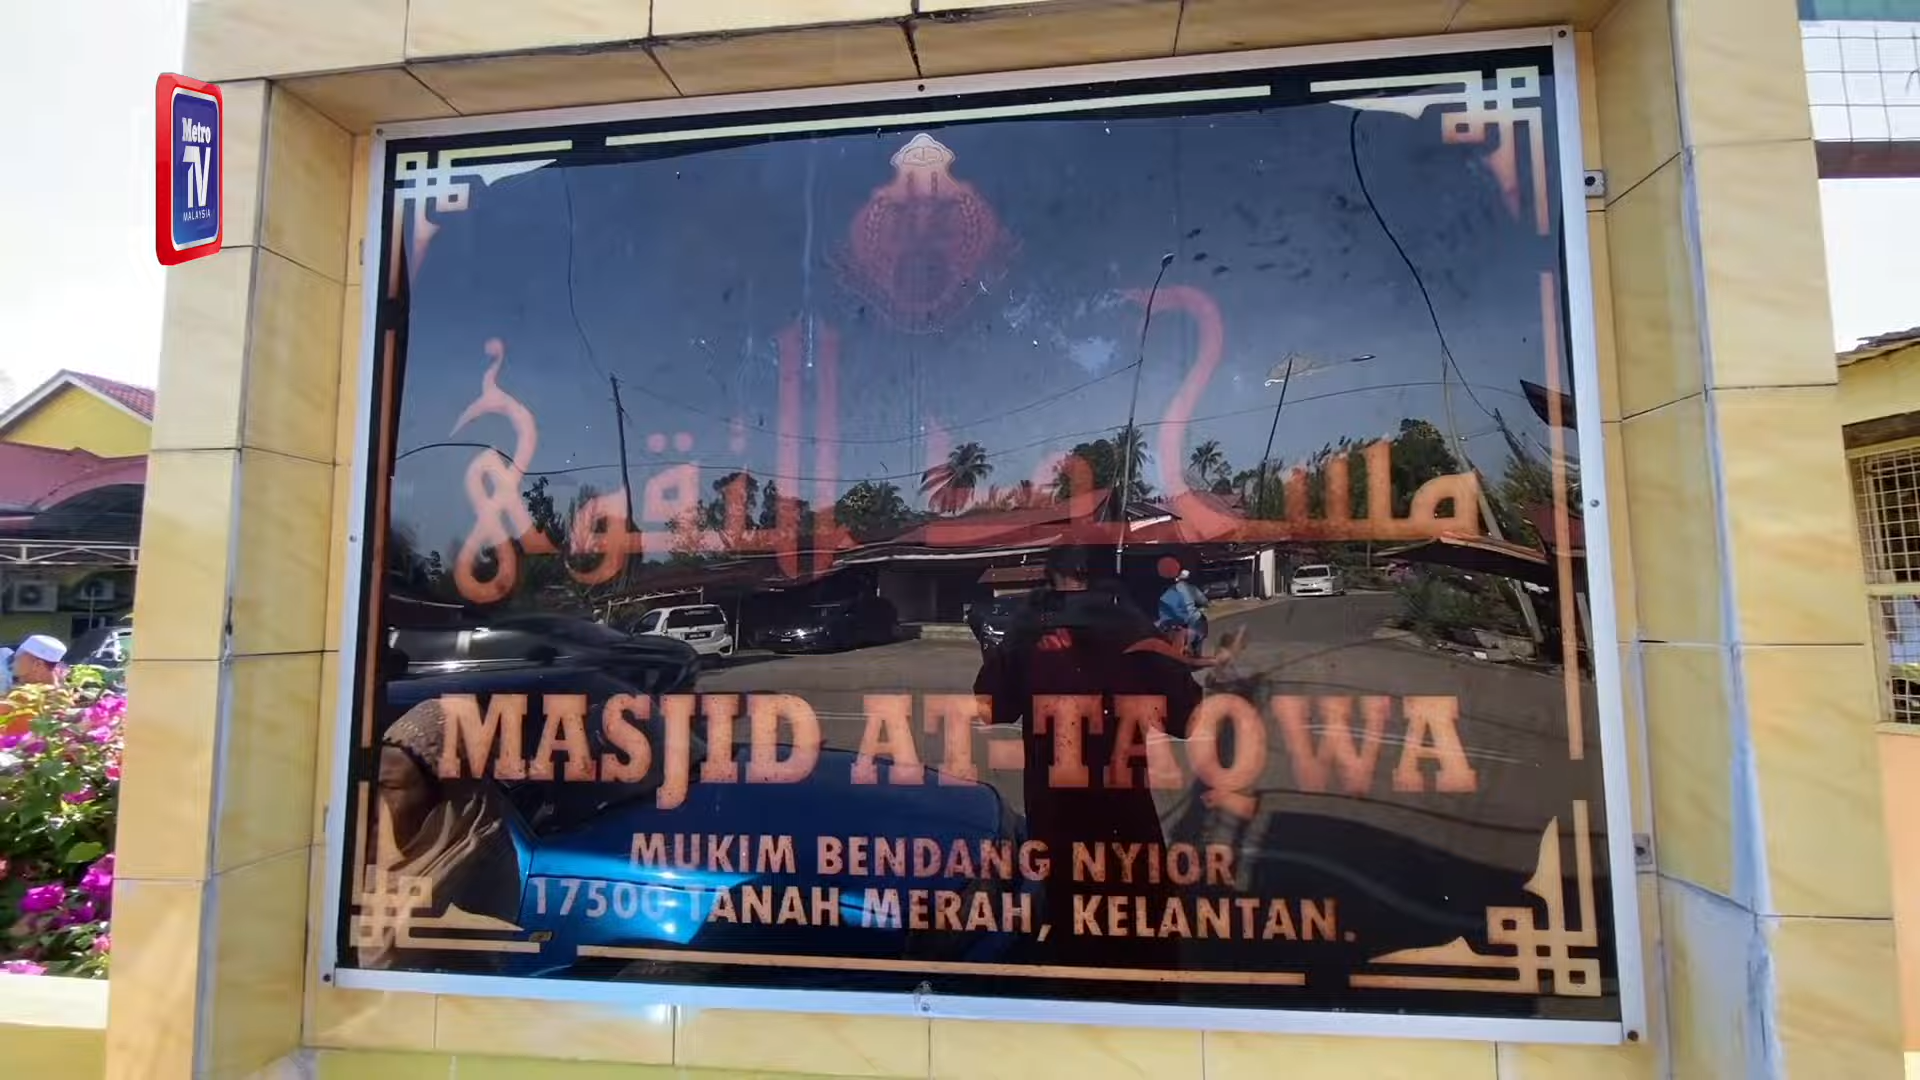 Metro
TV
MALAYSIA
مسجد التقوى
MASJID AT-TAQWA
MUKIM BENDANG NYIOR
17500 TANAH MERAH, KELANTAN.